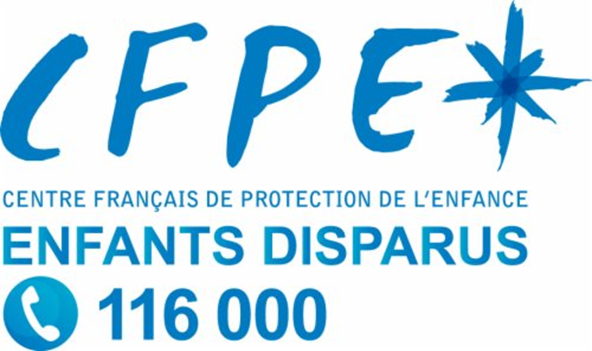 CFPE
CENTRE FRANÇAIS DE PROTECTION DE L'ENFANCE
ENFANTS DISPARUS
116 000